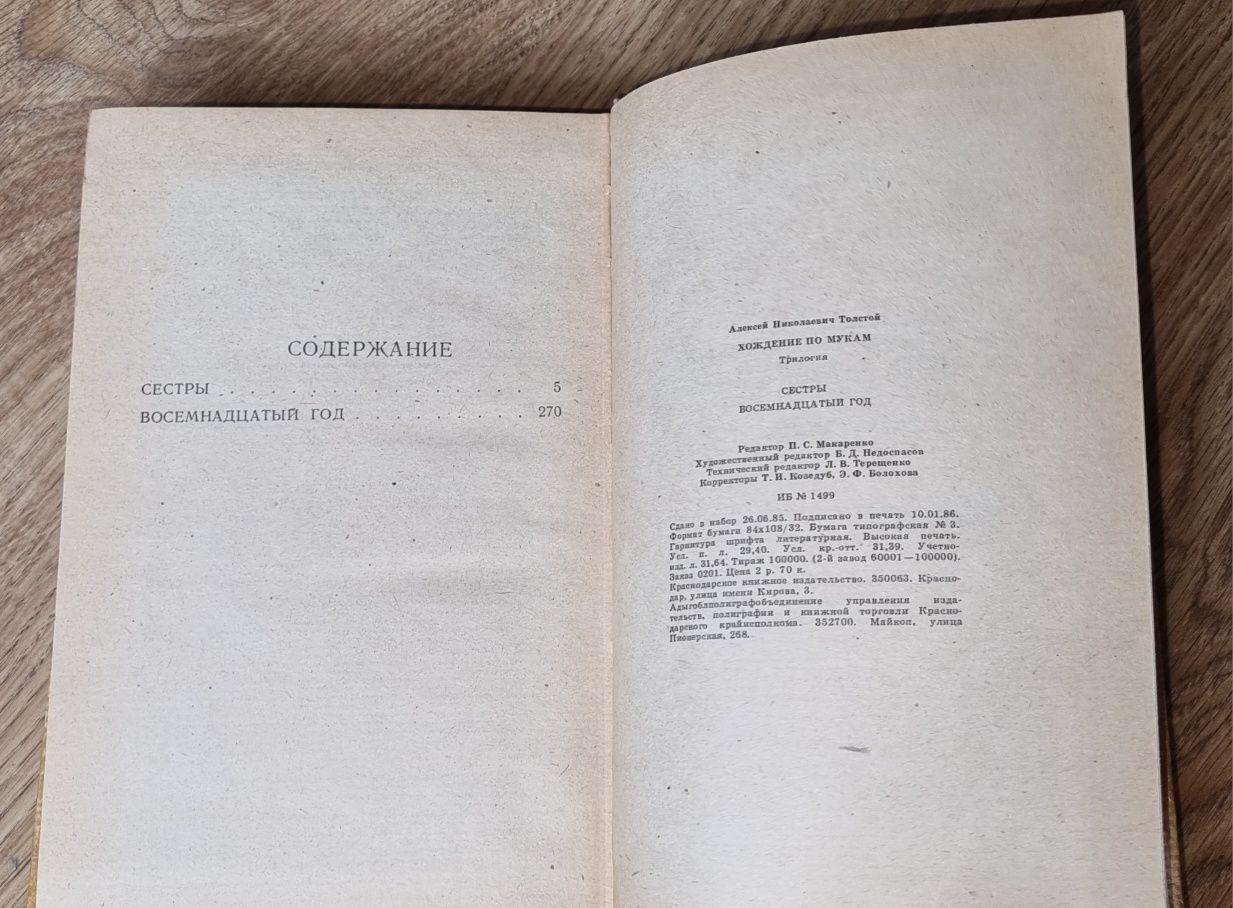 СОДЕРЖАНИЕ
СЕСТРЫ . . . . . . . . . . . . . . . . . . . 5
ВОСЕМНАДЦАТЫЙ ГОД . . . . . . . . . . 270
Алексей Николаевич Толстой
ХОЖДЕНИЕ ПО МУКАМ
Трилогия
СЕСТРЫ
ВОСЕМНАДЦАТЫЙ ГОД
Редактор П. С. Макаренко
Художественный редактор Б. Д. Недоспасов
Технический редактор Л. В. Терещенко
Корректоры Т. И. Козедуб, Э. Ф. Болохова
ИБ № 1499
Сдано в набор 26.06.85. Подписано в печать 10.01.86.
Формат бумаги 84х108/32. Бумага типографская № 3.
Гарнитура шрифта литературная. Высокая печать.
Усл. п. л. 29,40. Усл. кр.-отт. 31,39. Учетно-
изд. л. 31,64. Тираж 100000. (2-й завод 60001—100000).
Заказ 0201. Цена 2 р. 70 к.
Краснодарское книжное издательство. 350063. Красно-
дар, улица имени Кирова, 3.
Адыгоблполиграфобъединение управления изда-
тельств, полиграфии и книжной торговли Красно-
дарского крайисполкома. 352700. Майкоп, улица
Пионерская, 268.